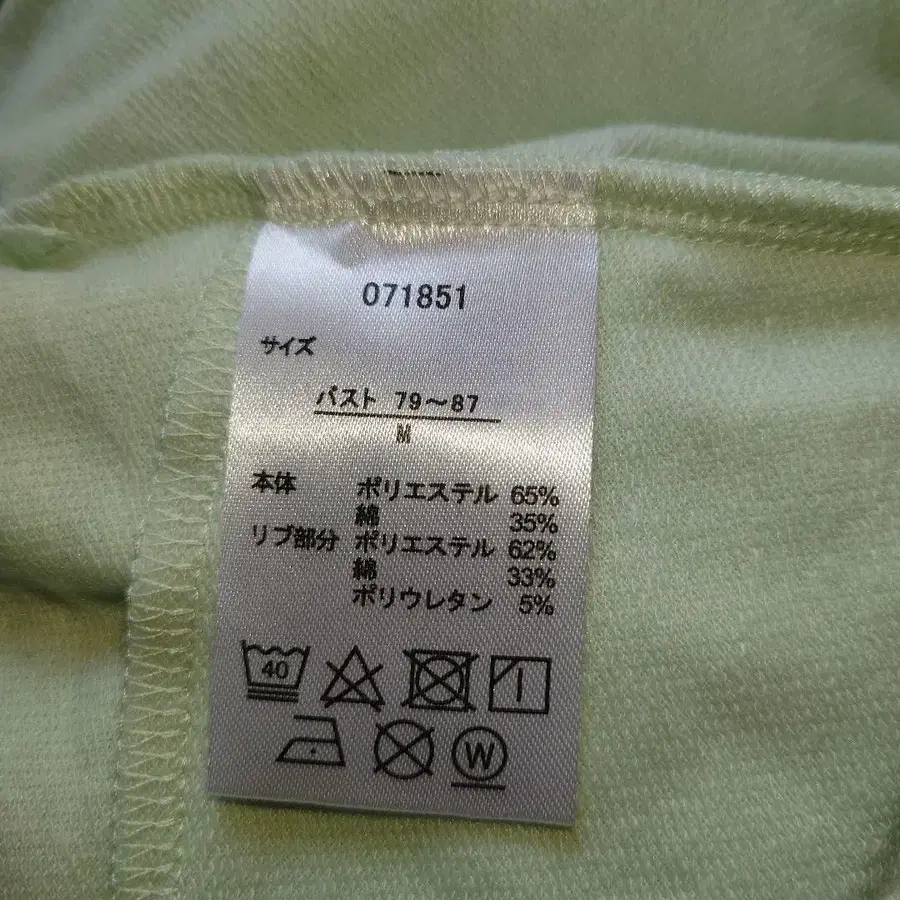 071851
サイズ
バスト 79～87
M
本体 ポリエステル 65%
綿 35%
リブ部分 ポリエステル 62%
綿 33%
ポリウレタン 5%
40
W